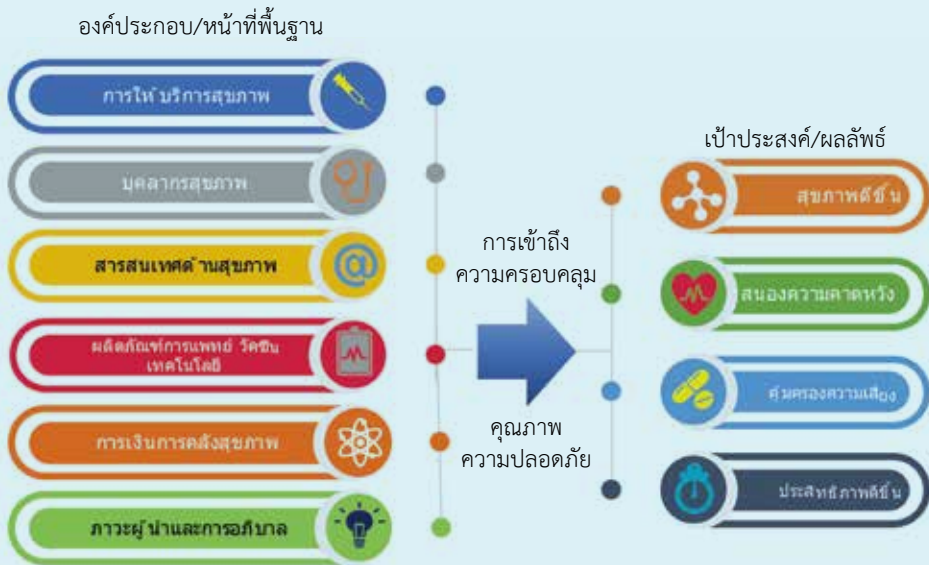 องค์ประกอบ/หน้าที่พื้นฐาน
การให้บริการสุขภาพ
บุคลากรสุขภาพ
สารสนเทศด้านสุขภาพ
@
ผลิตภัณฑ์การแพทย์ วัคซีน
เทคโนโลยี
การเงินการคลังสุขภาพ
ภาวะผู้นำและการอภิบาล
การเข้าถึง
ความครอบคลุม
คุณภาพ
ความปลอดภัย
เป้าประสงค์/ผลลัพธ์
สุขภาพดีขึ้น
สนองความคาดหวัง
คุ้มครองความเสี่ยง
ประสิทธิภาพดีขึ้น